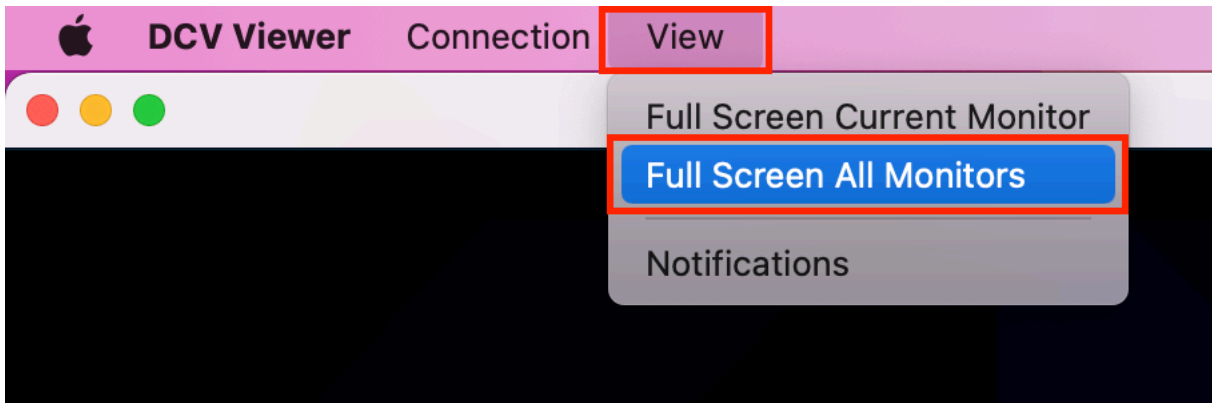 DCV Viewer Connection View
Full Screen Current Monitor
Full Screen All Monitors
Notifications